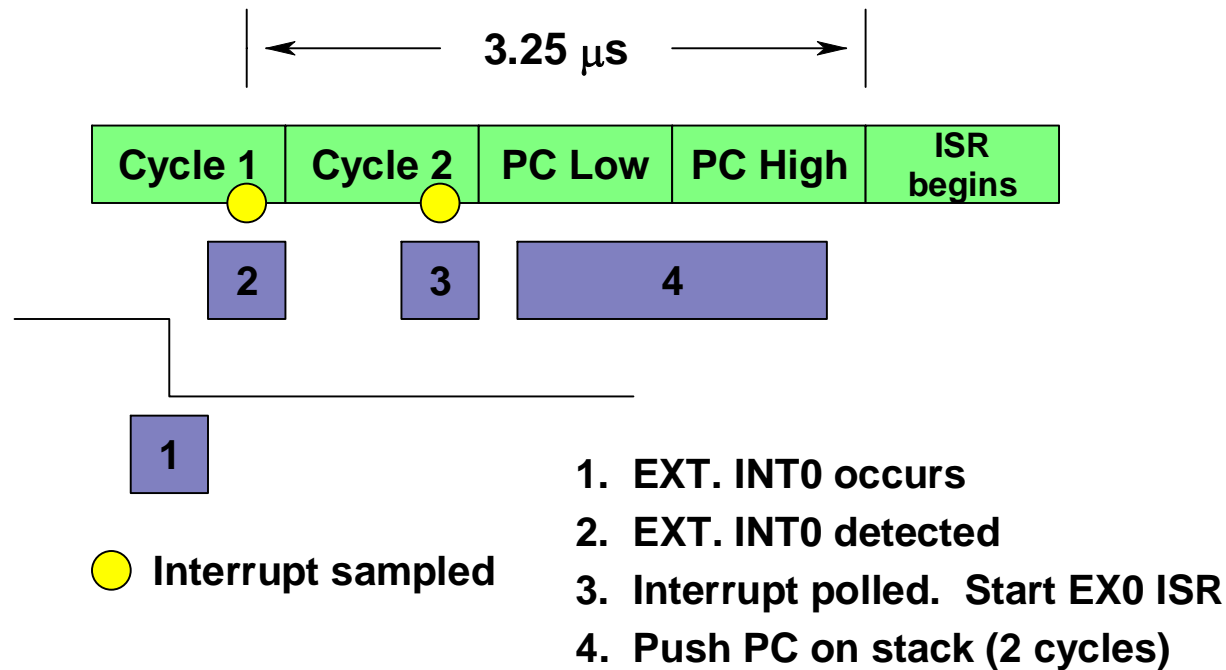 3.25 μs
Cycle 1 Cycle 2 PC Low PC High ISR begins
2 3 4
1
1. EXT. INT0 occurs
2. EXT. INT0 detected
Interrupt sampled
3. Interrupt polled. Start EX0 ISR
4. Push PC on stack (2 cycles)